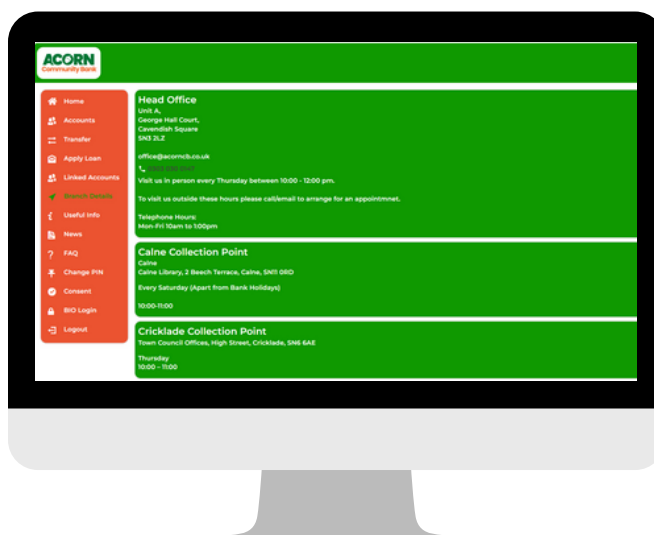 ACORN
Community Bank
Home
Accounts
Transfer
Apply Loan
Linked Accounts
Branch Details
Useful Info
News
FAQ
Change PIN
Consent
BIO Login
Logout
Head Office
Unit A,
George Hall Court,
Cavendish Square
SN3 2LZ
office@acorncb.co.uk
Visit us in person every Thursday between 10:00 - 12:00 pm.
To visit us outside these hours please call/email to arrange for an appointmnet.
Telephone Hours:
Mon-Fri 10am to 1:00pm
Calne Collection Point
Calne
Calne Library, 2 Beech Terrace, Calne, SN11 0RD
Every Saturday (Apart from Bank Holidays)
10:00-11:00
Cricklade Collection Point
Town Council Offices, High Street, Cricklade, SN6 6AE
Thursday
10:00 - 11:00